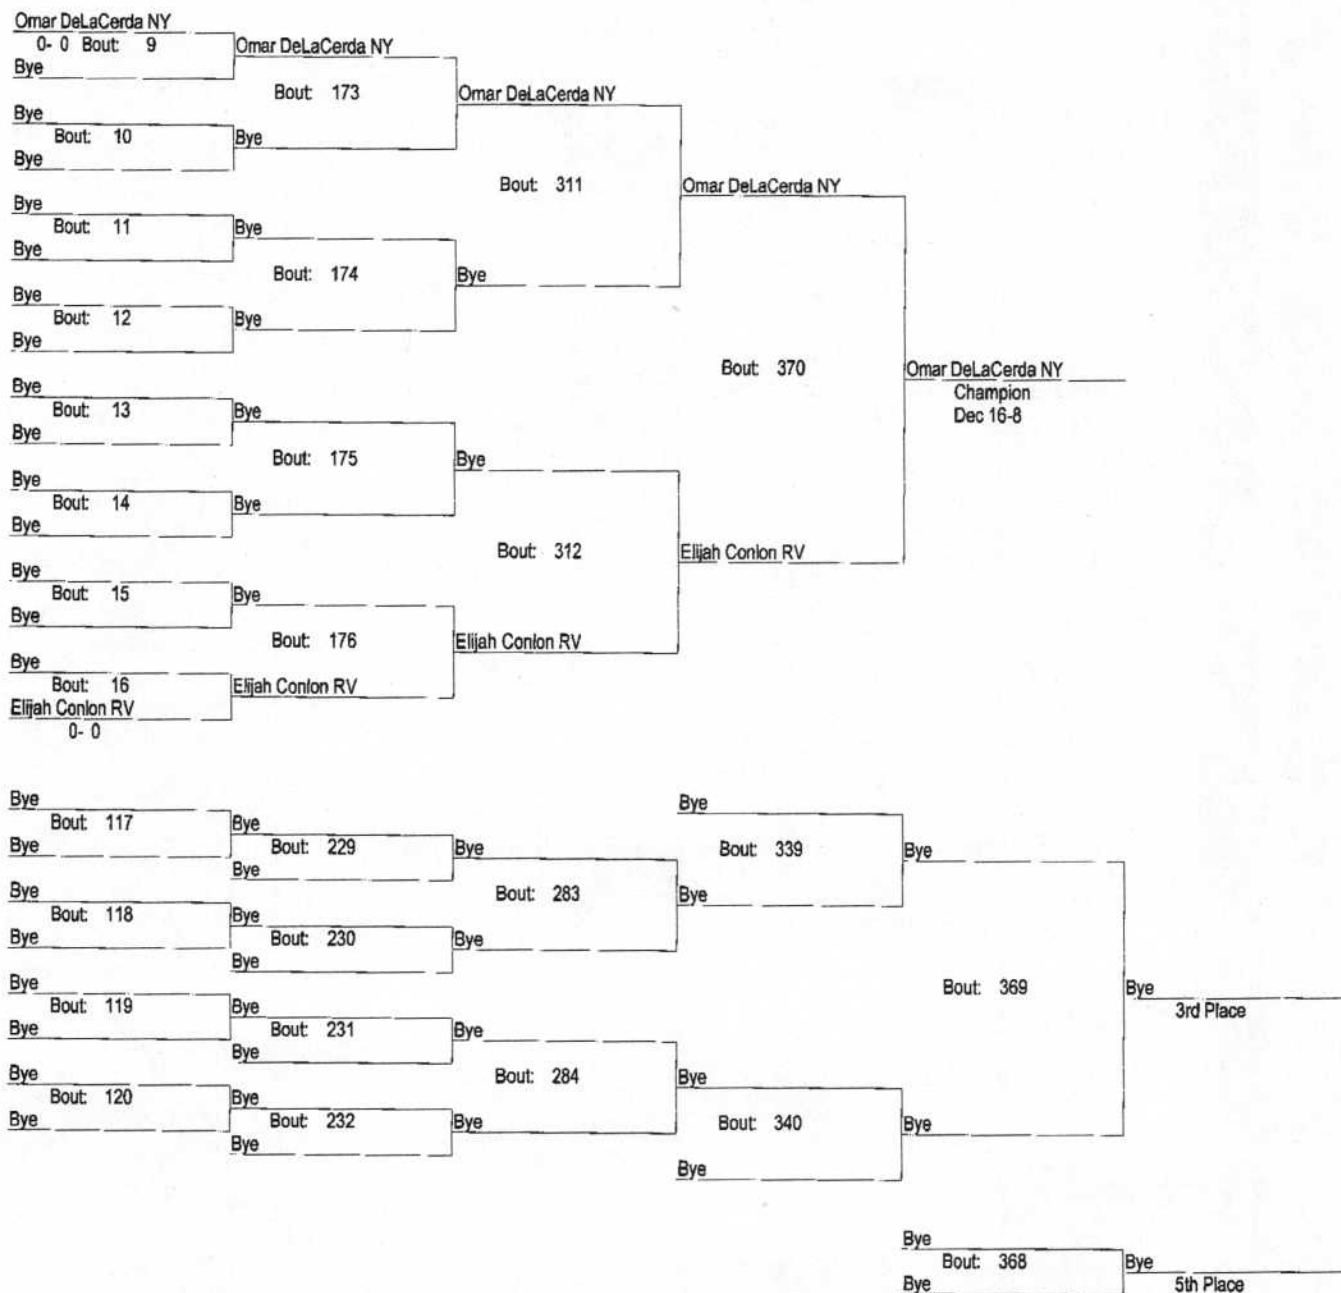 Omar DeLaCerda NY
0- 0 Bout: 9
Omar DeLaCerda NY
Bye
Bout: 173
Omar DeLaCerda NY
Bye
Bout: 10
Bye
Bye
Bout: 311
Omar DeLaCerda NY
Bye
Bout: 11
Bye
Bye
Bout: 174
Bye
Bye
Bout: 12
Bye
Bye
Bout: 370
Omar DeLaCerda NY
Champion
Dec 16-8
Bye
Bout: 13
Bye
Bye
Bout: 175
Bye
Bye
Bout: 14
Bye
Bye
Bout: 312
Elijah Conlon RV
Bye
Bout: 15
Bye
Bye
Bout: 176
Elijah Conlon RV
Bye
Bout: 16
Elijah Conlon RV
Elijah Conlon RV
0- 0
Bye
Bout: 117
Bye
Bye
Bout: 229
Bye
Bye
Bye
Bout: 339
Bye
Bye
Bout: 118
Bye
Bye
Bout: 230
Bye
Bout: 283
Bye
Bye
Bye
Bout: 119
Bye
Bye
Bout: 231
Bye
Bye
Bout: 369
Bye
3rd Place
Bye
Bout: 120
Bye
Bye
Bout: 232
Bye
Bout: 284
Bye
Bye
Bout: 340
Bye
Bye
Bye
Bout: 368
Bye
Bye
5th Place